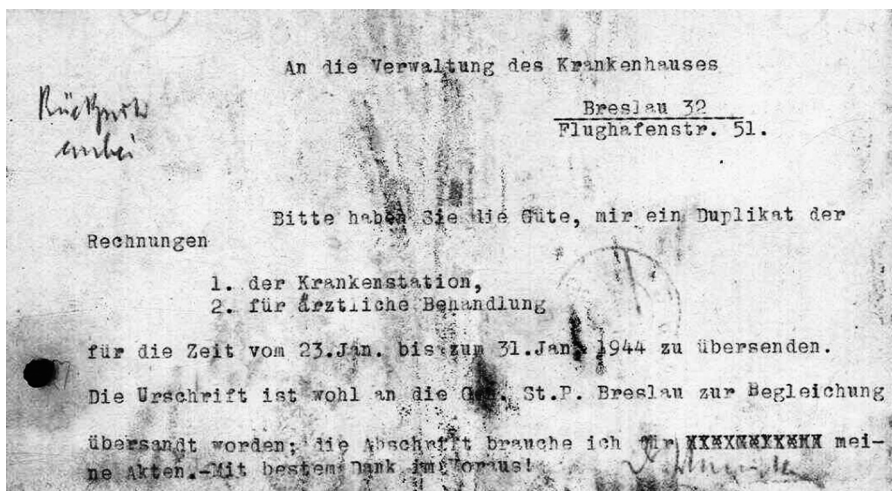 An die Verwaltung des Krankenhauses
Rückporto
anbei
Breslau 32
Flughafenstr. 51.
Bitte haben Sie die Güte, mir ein Duplikat der
Rechnungen
1. der Krankenstation,
2. für ärztliche Behandlung
für die Zeit vom 23.Jan. bis zum 31.Jan. 1944 zu übersenden.
Die Urschrift ist wohl an die St.P. Breslau zur Begleichung
übersandt worden; die Abschrift brauche ich für XXXXXXXXXXX mei-
ne Akten.-Mit bestem Dank im Voraus!